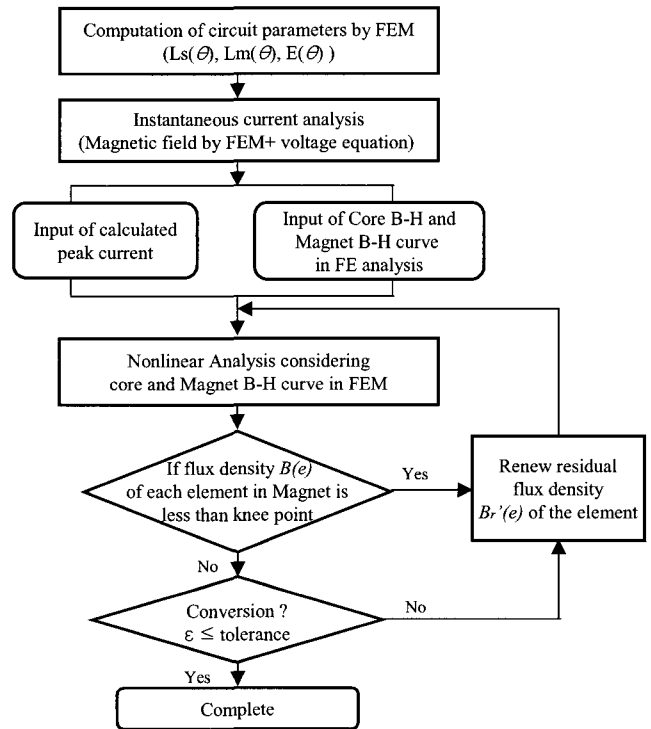 Computation of circuit parameters by FEM
(Ls(θ), Lm(θ), E(θ) )
Instantaneous current analysis
(Magnetic field by FEM+ voltage equation)
Input of calculated
peak current
Input of Core B-H and
Magnet B-H curve
in FE analysis
Nonlinear Analysis considering
core and Magnet B-H curve in FEM
If flux density B(e)
of each element in Magnet is
less than knee point
Yes
Renew residual
flux density
Br'(e) of the element
No
Conversion ?
ε ≤ tolerance
No
Yes
Complete